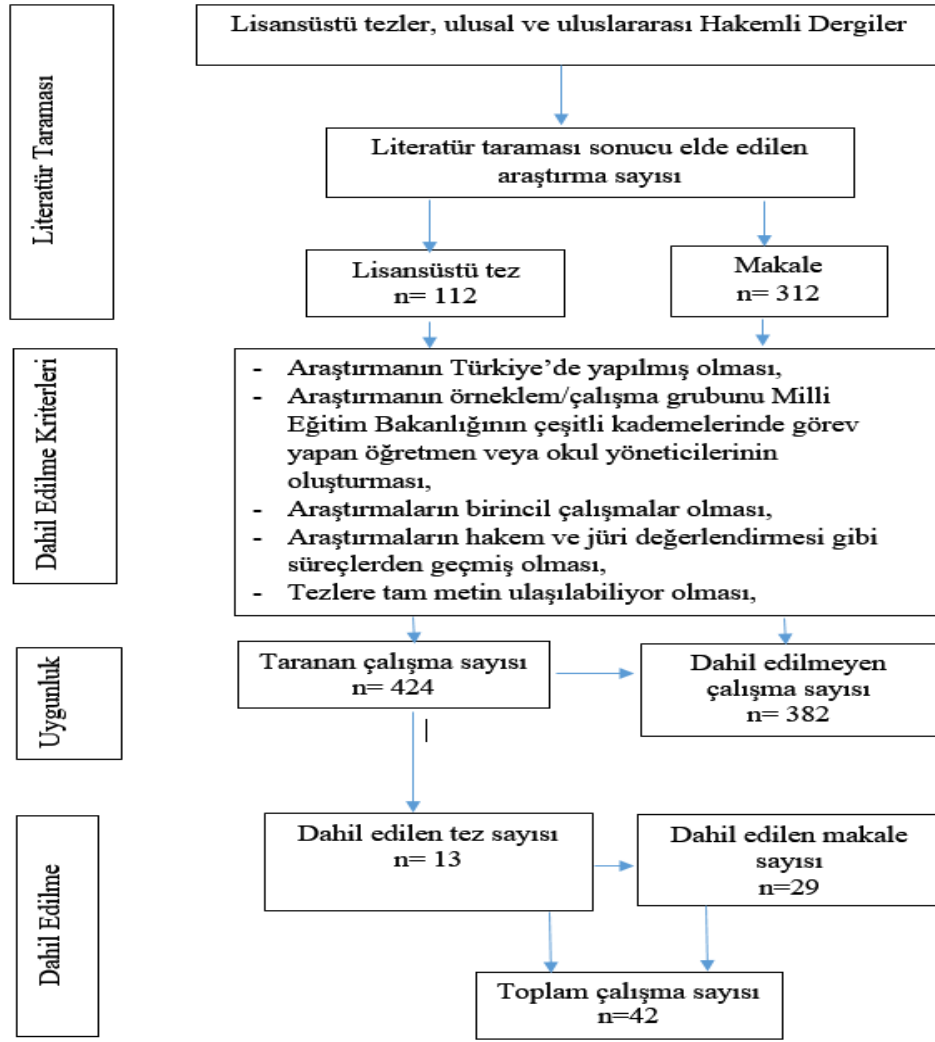 Literatür Taraması
Lisansüstü tezler, ulusal ve uluslararası Hakemli Dergiler
Literatür taraması sonucu elde edilen
araştırma sayısı
Lisansüstü tez
n= 112
Makale
n= 312
Dahil Edilme Kriterleri
- Araştırmanın Türkiye’de yapılmış olması,
- Araştırmanın örneklem/çalışma grubunu Milli
Eğitim Bakanlığının çeşitli kademelerinde görev
yapan öğretmen veya okul yöneticilerinin
oluşturması,
- Araştırmaların birincil çalışmalar olması,
- Araştırmaların hakem ve jüri değerlendirmesi gibi
süreçlerden geçmiş olması,
- Tezlere tam metin ulaşılabiliyor olması,
Uygunluk
Taranan çalışma sayısı
n= 424
Dahil edilmeyen
çalışma sayısı
n= 382
Dahil Edilme
Dahil edilen tez sayısı
n= 13
Dahil edilen makale
sayısı
n=29
Toplam çalışma sayısı
n=42